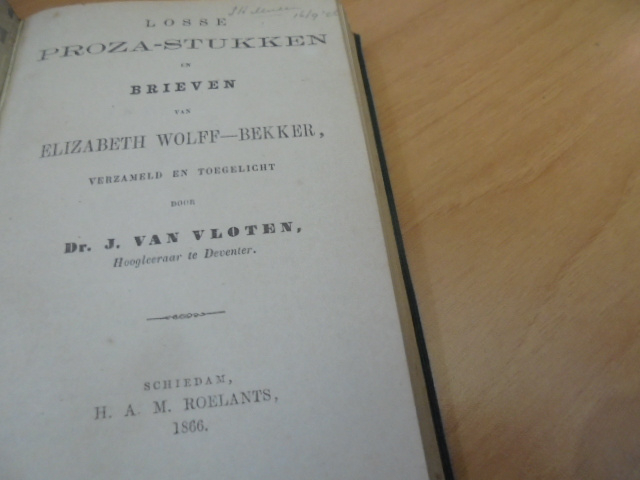 LOSSE
PROZA-STUKKEN
EN
BRIEVEN
VAN
ELIZABETH WOLFF—BEKKER,
VERZAMELD EN TOEGELICHT
DOOR
Dr. J. VAN VLOTEN,
Hoogleeraar te Deventer.
SCHIEDAM,
H. A. M. ROELANTS,
1866.